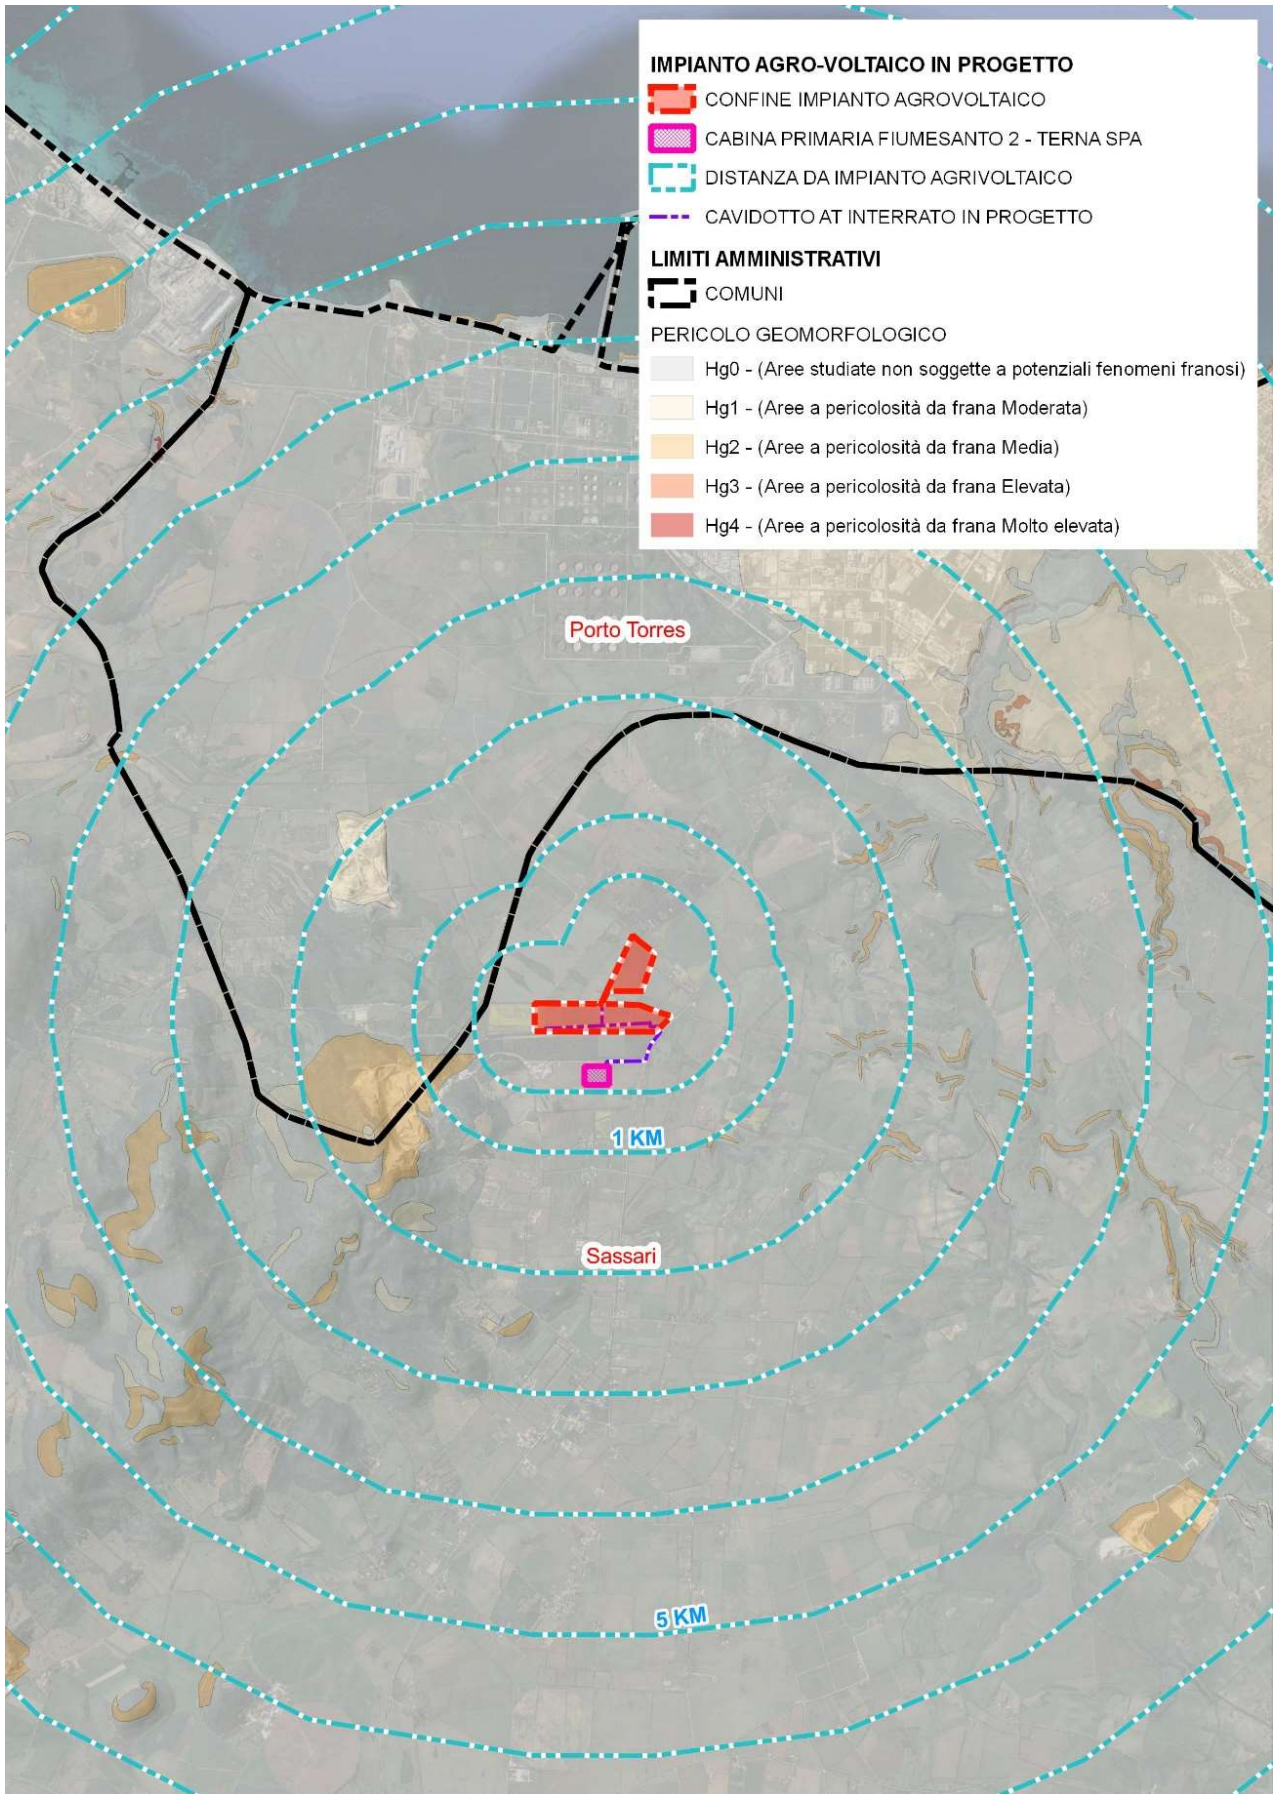 IMPIANTO AGRO-VOLTAICO IN PROGETTO
CONFINE IMPIANTO AGROVOLTAICO
CABINA PRIMARIA FIUMESANTO 2 - TERNA SPA
DISTANZA DA IMPIANTO AGRIVOLTAICO
CAVIDOTTO AT INTERRATO IN PROGETTO
LIMITI AMMINISTRATIVI
COMUNI
PERICOLO GEOMORFOLOGICO
Hg0 - (Aree studiate non soggette a potenziali fenomeni franosi)
Hg1 - (Aree a pericolosità da frana Moderata)
Hg2 - (Aree a pericolosità da frana Media)
Hg3 - (Aree a pericolosità da frana Elevata)
Hg4 - (Aree a pericolosità da frana Molto elevata)
Porto Torres
1 KM
Sassari
5 KM